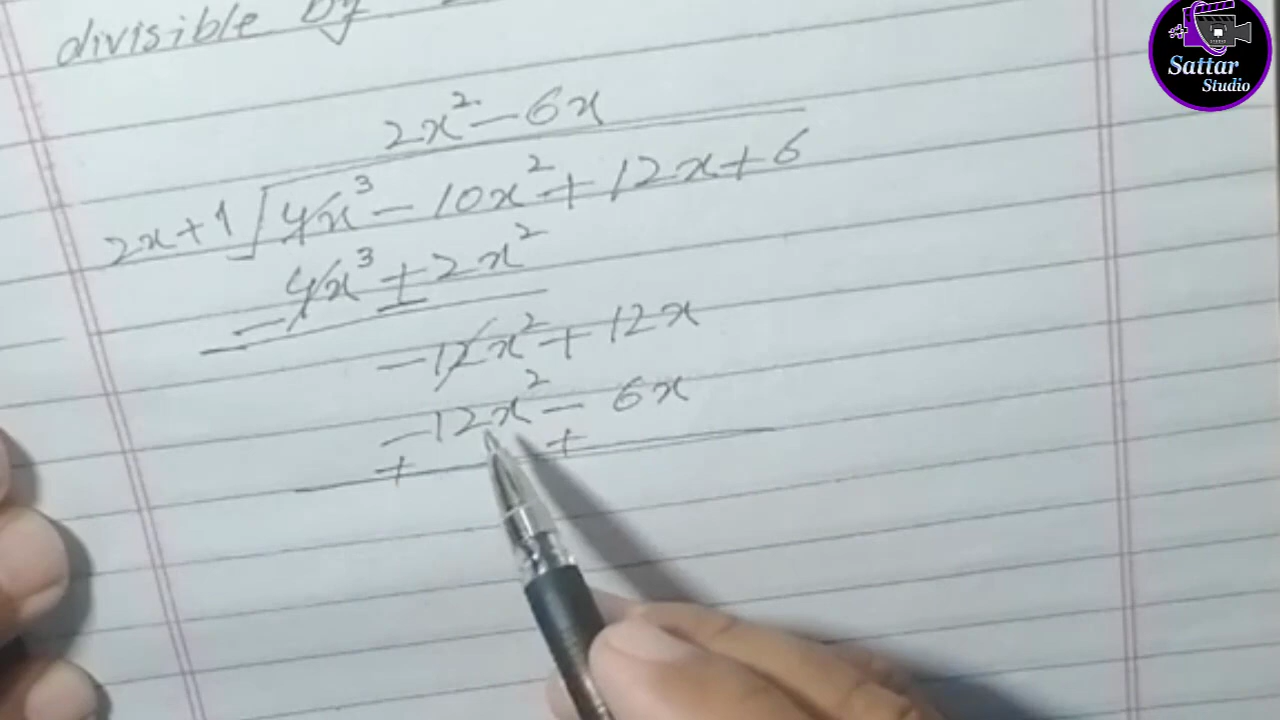 divisible by
2x² - 6x
2x + 1 √ 4x³ - 10x² + 12x + 6
4x³ + 2x²
- -
- 12x² + 12x
- 12x² - 6x
+ +
Sattar
Studio